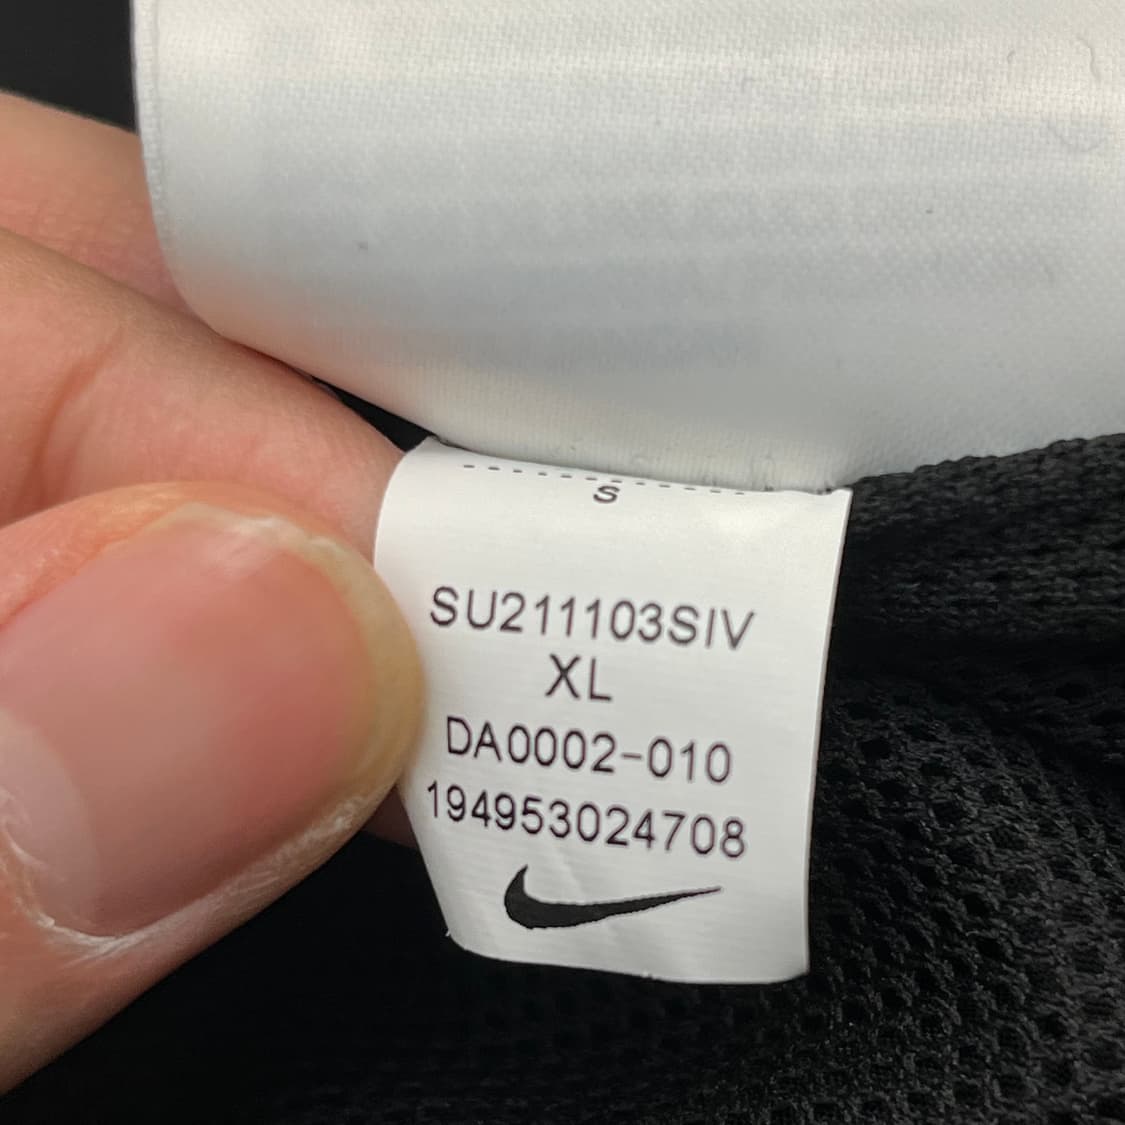 S
SU211103SIV
XL
DA0002-010
194953024708